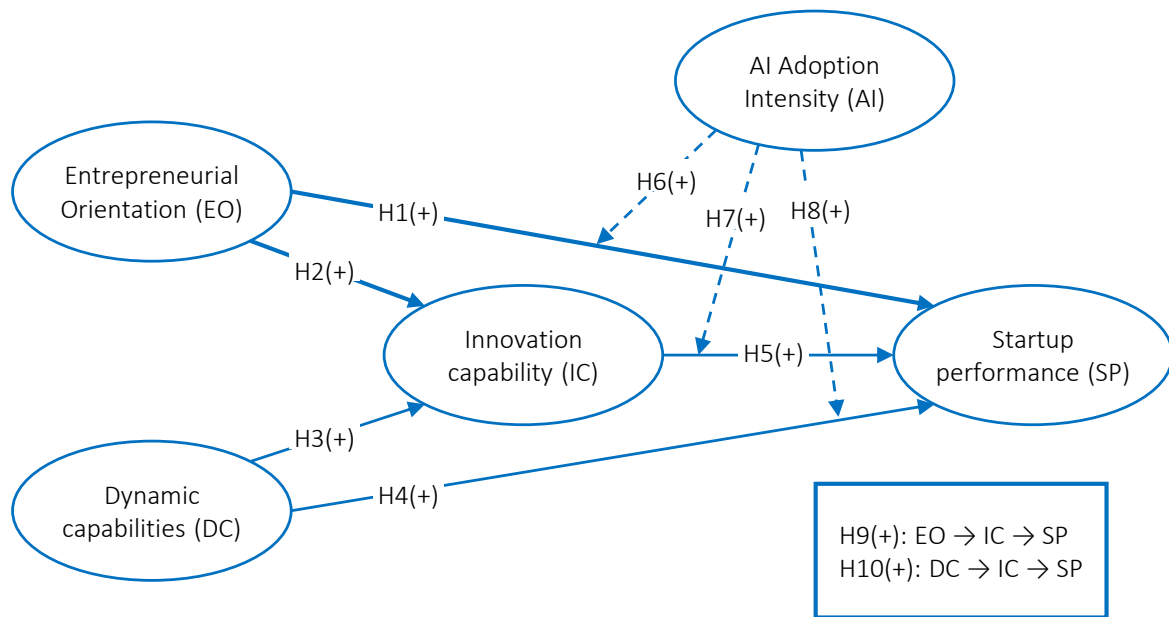 AI Adoption
Intensity (AI)
Entrepreneurial
Orientation (EO)
H6(+)
H1(+)
H7(+)
H8(+)
H2(+)
Innovation
capability (IC)
H5(+)
Startup
performance (SP)
H3(+)
Dynamic
capabilities (DC)
H4(+)
H9(+): EO → IC → SP
H10(+): DC → IC → SP